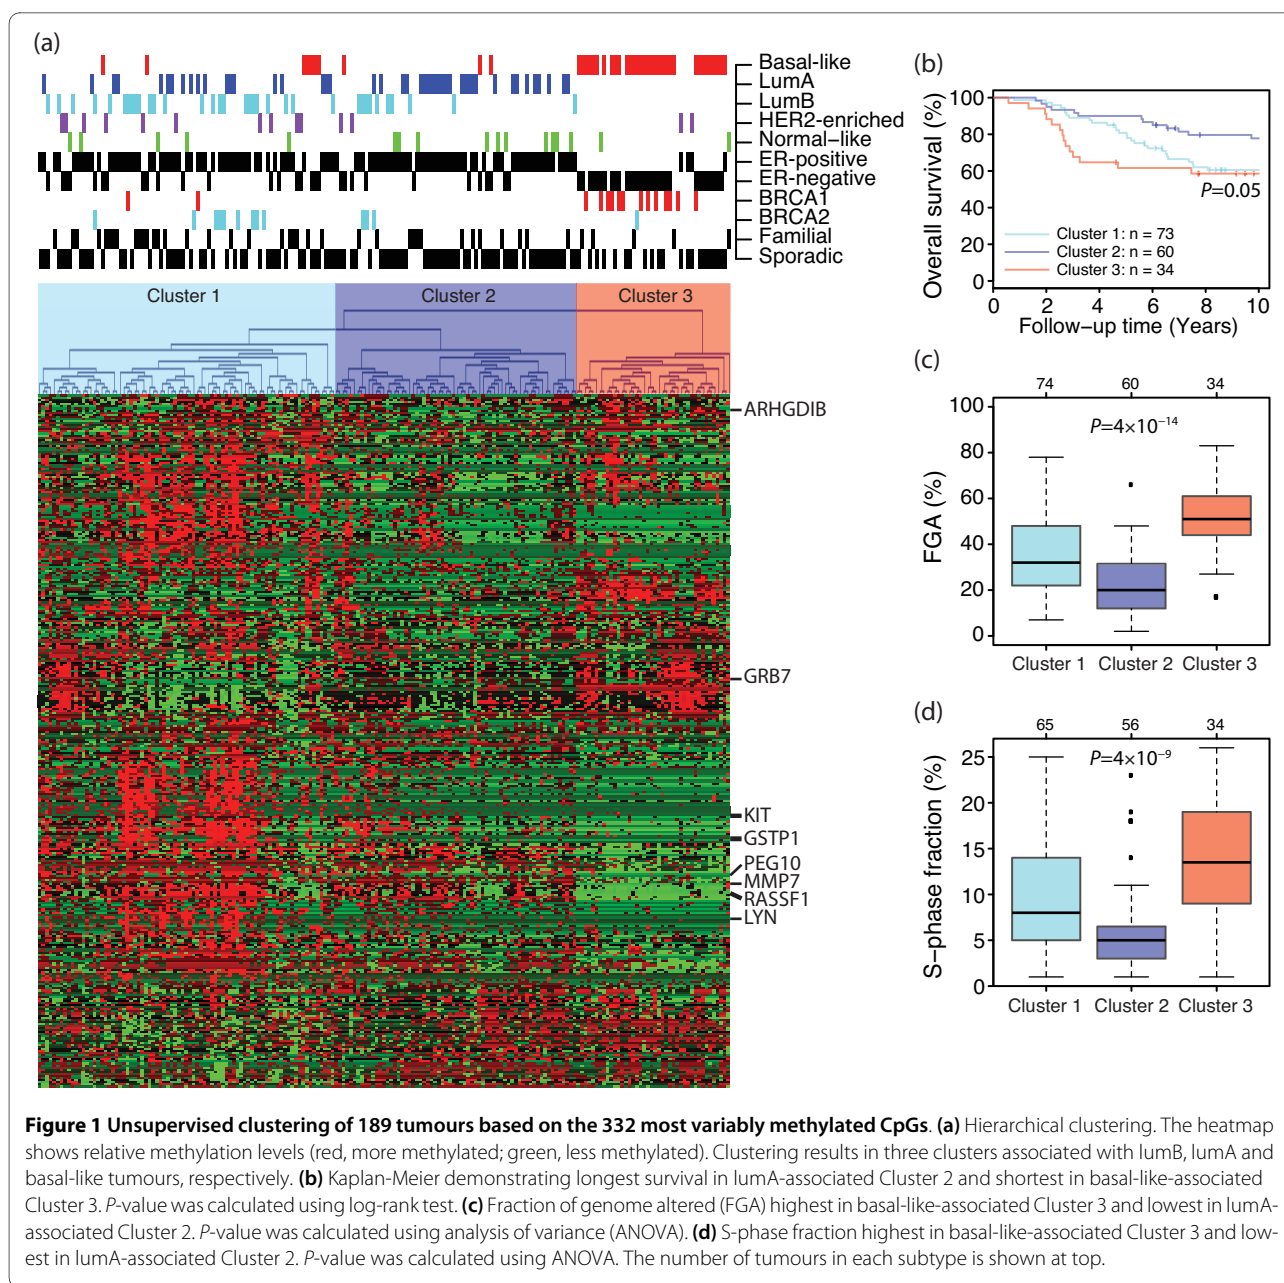 (a)
Basal-like
LumA
LumB
HER2-enriched
Normal-like
ER-positive
ER-negative
BRCA1
BRCA2
Familial
Sporadic
Cluster 1
Cluster 2
Cluster 3
ARHGDIB
GRB7
KIT
GSTP1
PEG10
MMP7
RASSF1
LYN
(b)
Overall survival (%)
100
80
60
40
20
0
P=0.05
Cluster 1: n = 73
Cluster 2: n = 60
Cluster 3: n = 34
0 2 4 6 8 10
Follow-up time (Years)
(c)
74 60 34
FGA (%)
100
80
60
40
20
0
P=4×10⁻¹⁴
Cluster 1 Cluster 2 Cluster 3
(d)
65 56 34
S-phase fraction (%)
25
20
15
10
5
0
P=4×10⁻⁹
Cluster 1 Cluster 2 Cluster 3
Figure 1 Unsupervised clustering of 189 tumours based on the 332 most variably methylated CpGs. (a) Hierarchical clustering. The heatmap
shows relative methylation levels (red, more methylated; green, less methylated). Clustering results in three clusters associated with lumB, lumA and
basal-like tumours, respectively. (b) Kaplan-Meier demonstrating longest survival in lumA-associated Cluster 2 and shortest in basal-like-associated
Cluster 3. P-value was calculated using log-rank test. (c) Fraction of genome altered (FGA) highest in basal-like-associated Cluster 3 and lowest in lumA-
associated Cluster 2. P-value was calculated using analysis of variance (ANOVA). (d) S-phase fraction highest in basal-like-associated Cluster 3 and low-
est in lumA-associated Cluster 2. P-value was calculated using ANOVA. The number of tumours in each subtype is shown at top.